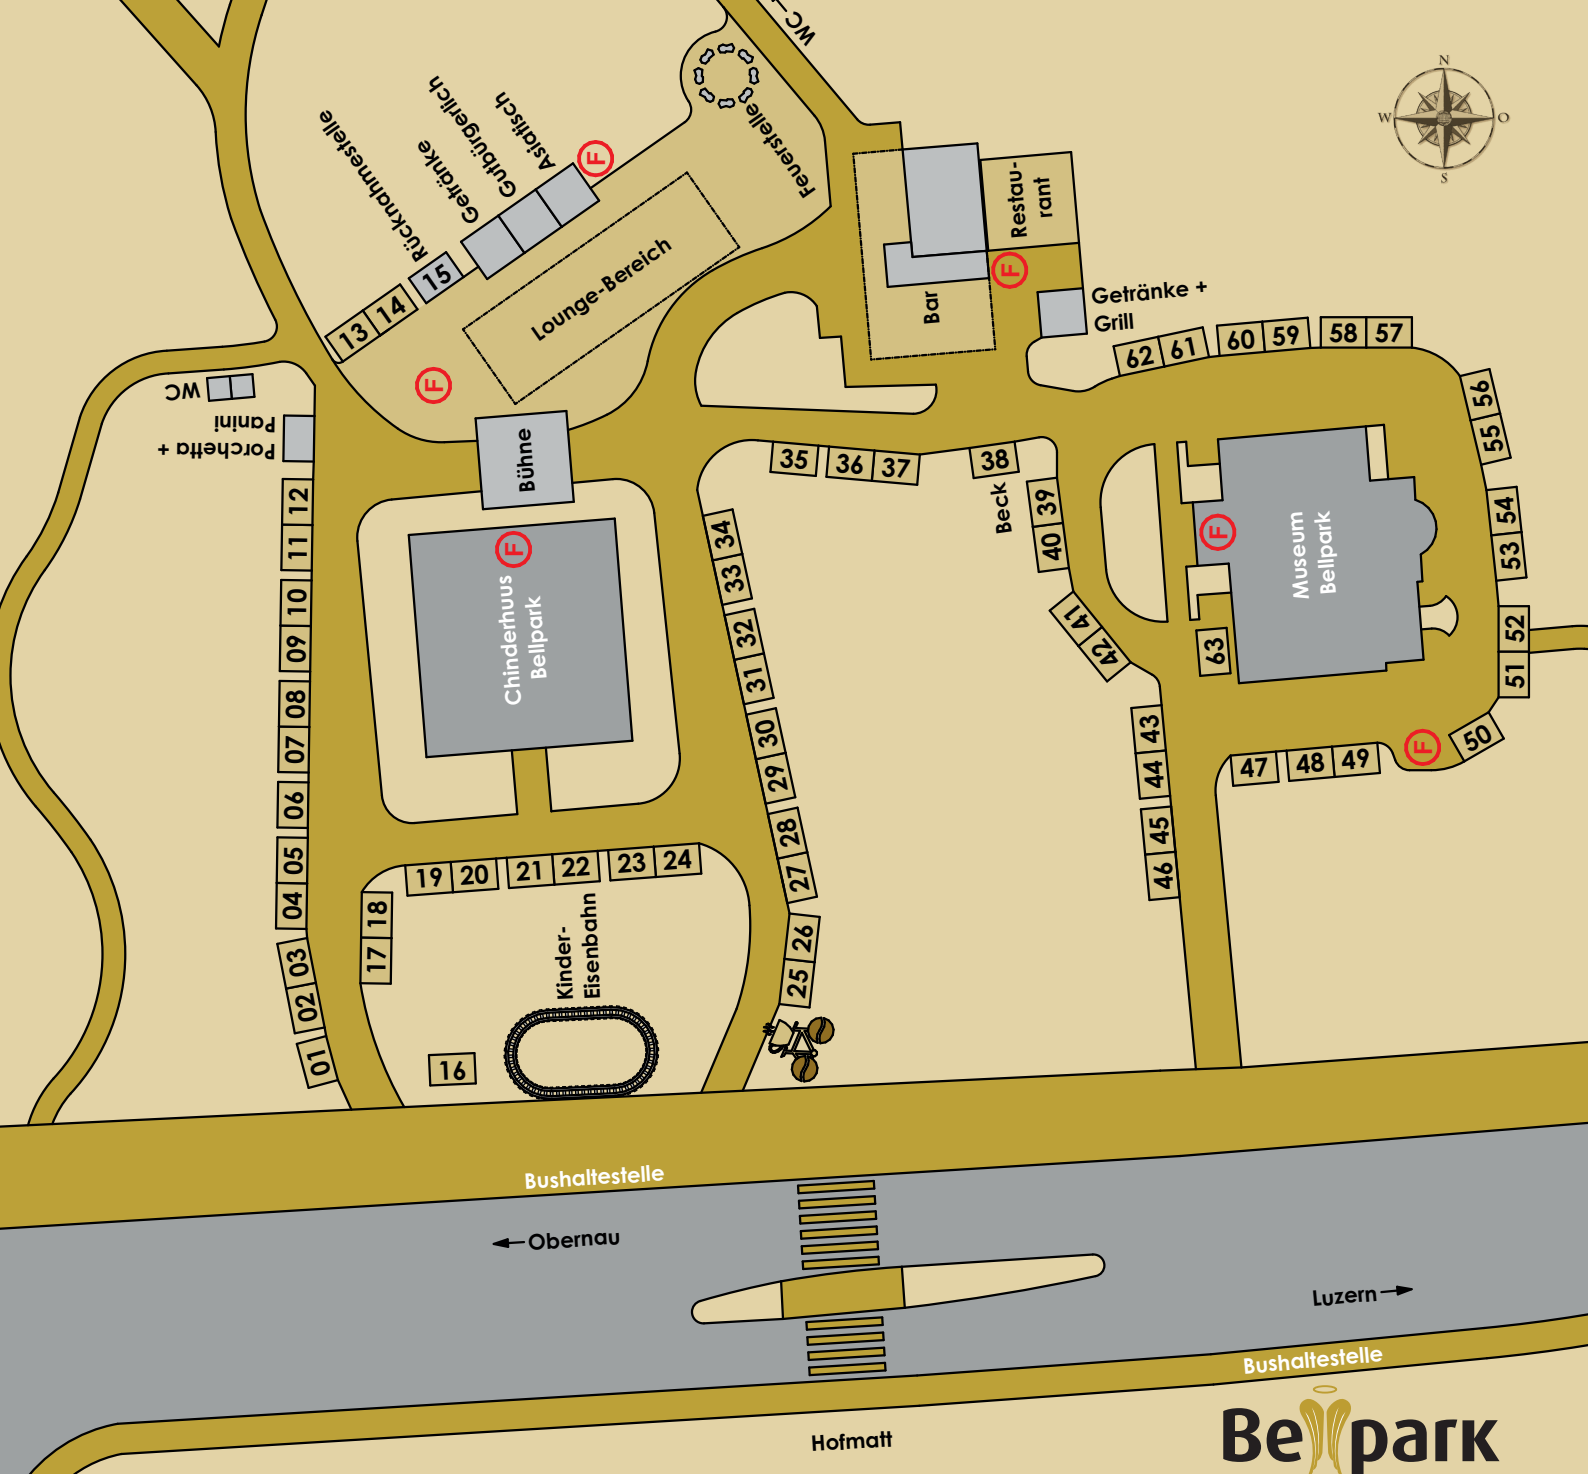 WC
N
W
O
S
Feuerstelle
Asiatisch
Gutbürgerlich
Getränke
Rücknahmestelle
F
15
14
13
Lounge-Bereich
F
Restau-
rant
F
Bar
Getränke +
Grill
WC
Porchetta +
Panini
Bühne
F
Chinderhuus
Bellpark
12
11
10
09
08
07
06
05
04
03
02
01
16
17
18
19
20
21
22
23
24
Kinder-
Eisenbahn
25
26
27
28
29
30
31
32
33
34
35
36
37
38
Beck
39
40
41
42
43
44
45
46
47
48
49
F
50
51
52
53
54
55
56
57
58
59
60
61
62
63
F
Museum
Bellpark
Bushaltestelle
Obernau
Luzern
Bushaltestelle
Hofmatt
Bellpark